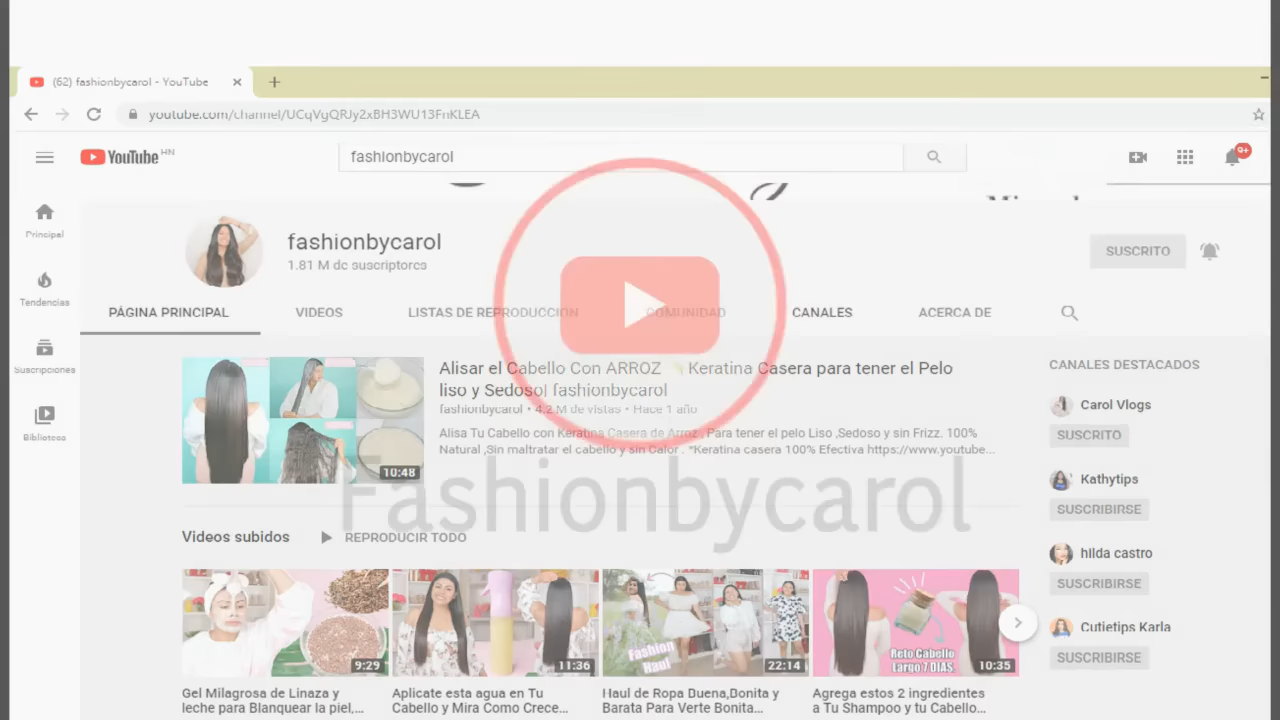 (62) fashionbycarol - YouTube
youtube.com/channel/UCqVgQRJy2xBH3WU13FnKLEA
YouTube HN
fashionbycarol
9+
Principal
fashionbycarol
1.81 M de suscriptores
SUSCRITO
Tendencias
PÁGINA PRINCIPAL VIDEOS LISTAS DE REPRODUCCIÓN COMUNIDAD CANALES ACERCA DE
Suscripciones
Biblioteca
Alisar el Cabello Con ARROZ Keratina Casera para tener el Pelo
liso y Sedoso| fashionbycarol
fashionbycarol • 4.2 M de vistas • Hace 1 año
Alisa Tu Cabello con Keratina Casera de Arroz , Para tener el pelo Liso ,Sedoso y sin Frizz. 100%
Natural ,Sin maltratar el cabello y sin Calor . *Keratina casera 100% Efectiva https://www.youtube...
10:48
CANALES DESTACADOS
Carol Vlogs
SUSCRITO
Kathytips
SUSCRIBIRSE
hilda castro
SUSCRIBIRSE
Cutietips Karla
SUSCRIBIRSE
Fashionbycarol
Videos subidos REPRODUCIR TODO
9:29
11:36
Fashion
Haul
22:14
Reto Cabello
Largo 7 DIAS
10:35
Gel Milagrosa de Linaza y
leche para Blanquear la piel,...
Aplicate esta agua en Tu
Cabello y Mira Como Crece...
Haul de Ropa Buena,Bonita y
Barata Para Verte Bonita...
Agrega estos 2 ingredientes
a Tu Shampoo y tu Cabello...